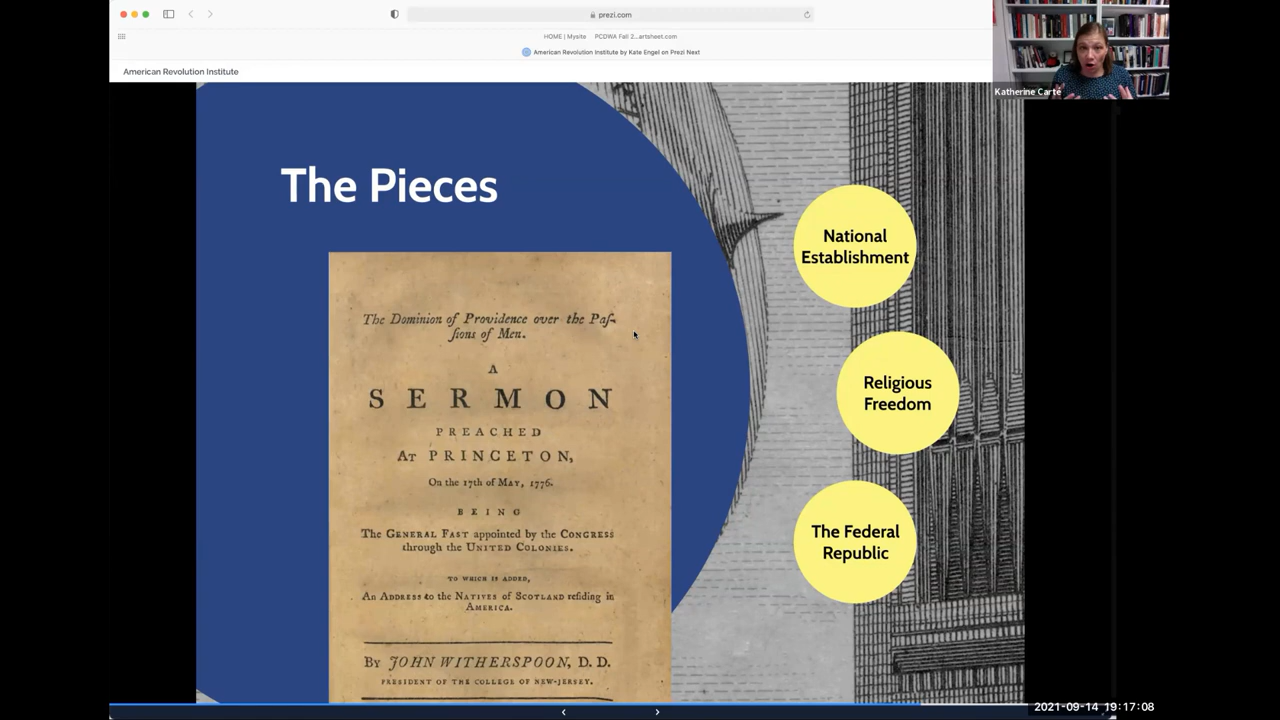 prezi.com
HOME | Mysite
PCDWA Fall 2...artsheet.com
American Revolution Institute by Kate Engel on Prezi Next
American Revolution Institute
Katherine Carté
The Pieces
The Dominion of Providence over the Paſ-
ſions of Men.
A
SERMON
PREACHED
AT PRINCETON,
On the 17th of MAY, 1776.
BEING
The GENERAL FAST appointed by the CONGRESS
through the UNITED COLONIES.
TO WHICH IS ADDED,
An ADDRESS to the NATIVES of SCOTLAND reſiding in
AMERICA.
By JOHN WITHERSPOON, D. D.
PRESIDENT OF THE COLLEGE OF NEW-JERSEY.
National
Establishment
Religious
Freedom
The Federal
Republic
2021-09-14 19:17:08